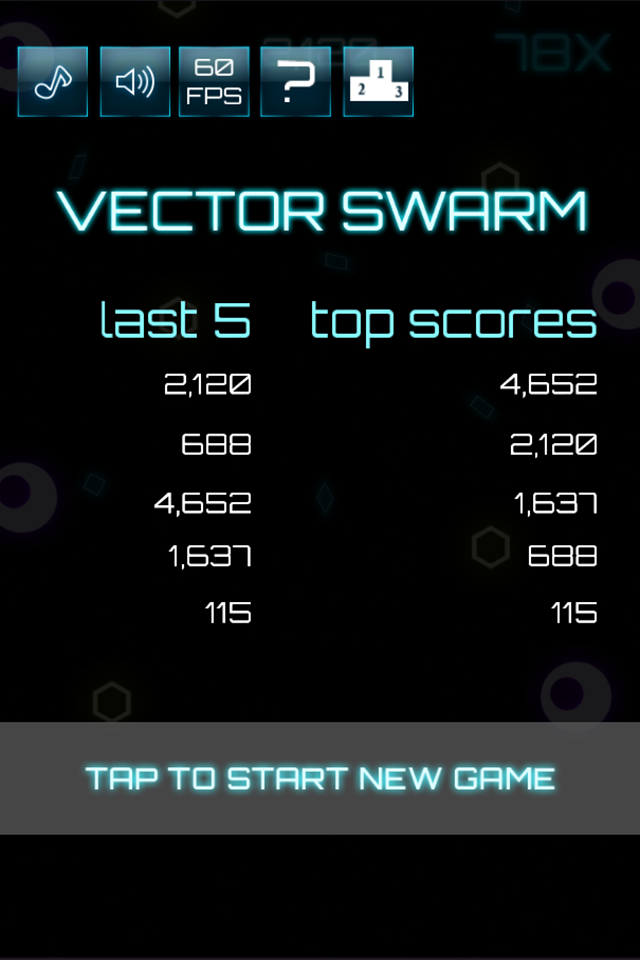 78X
60
FPS
?
1
2 3
VECTOR SWARM
last 5 top scores
2,120 4,652
688 2,120
4,652 1,637
1,637 688
115 115
TAP TO START NEW GAME